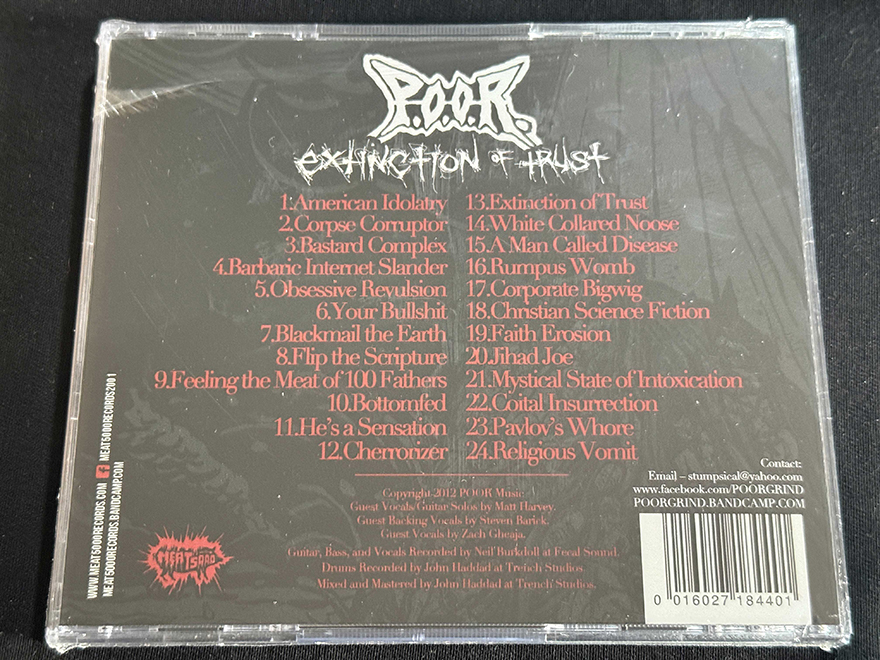 P.O.O.R.
extinction of trust
1.American Idolatry
2.Corpse Corruptor
3.Bastard Complex
4.Barbaric Internet Slander
5.Obsessive Revulsion
6.Your Bullshit
7.Blackmail the Earth
8.Flip the Scripture
9.Feeling the Meat of 100 Fathers
10.Bottomfed
11.He's a Sensation
12.Cherrorizer
13.Extinction of Trust
14.White Collared Noose
15.A Man Called Disease
16.Rumpus Womb
17.Corporate Bigwig
18.Christian Science Fiction
19.Faith Erosion
20.Jihad Joe
21.Mystical State of Intoxication
22.Coital Insurrection
23.Pavlov's Whore
24.Religious Vomit
Copyright 2012 POOR Music
Guest Vocals/Guitar Solos by Matt Harvey.
Guest Backing Vocals by Steven Barick.
Guest Vocals by Zach Gheaja.
Guitar, Bass, and Vocals Recorded by Neil Burkdoll at Fecal Sound.
Drums Recorded by John Haddad at Trench Studios.
Mixed and Mastered by John Haddad at Trench Studios.
Contact:
Email – stumpsical@yahoo.com
www.facebook.com/POORGRIND
POORGRIND.BANDCAMP.COM
0 016027 184401
WWW.MEAT5000RECORDS.COM f MEAT5000RECORDS2001
MEAT5000RECORDS.BANDCAMP.COM
MEAT5000